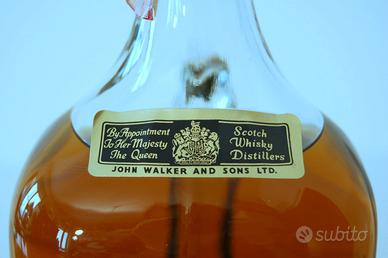 By Appointment
To Her Majesty
The Queen
Scotch
Whisky
Distillers
JOHN WALKER AND SONS LTD.
subito